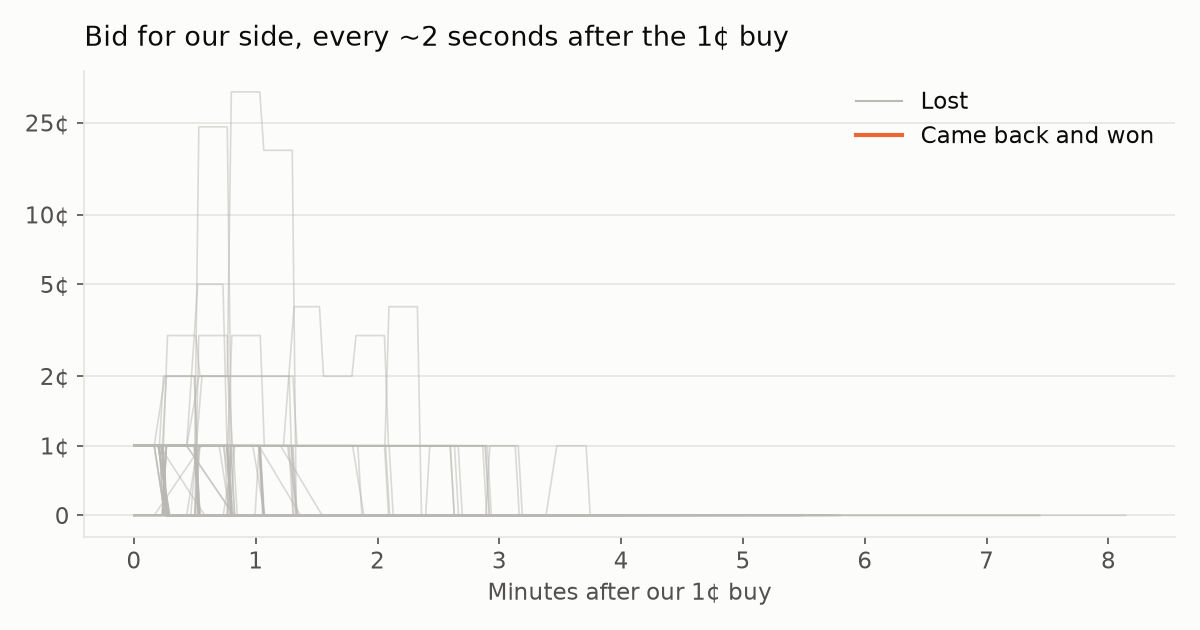 Bid for our side, every ~2 seconds after the 1¢ buy
Lost
Came back and won
25¢
10¢
5¢
2¢
1¢
0
0 1 2 3 4 5 6 7 8
Minutes after our 1¢ buy